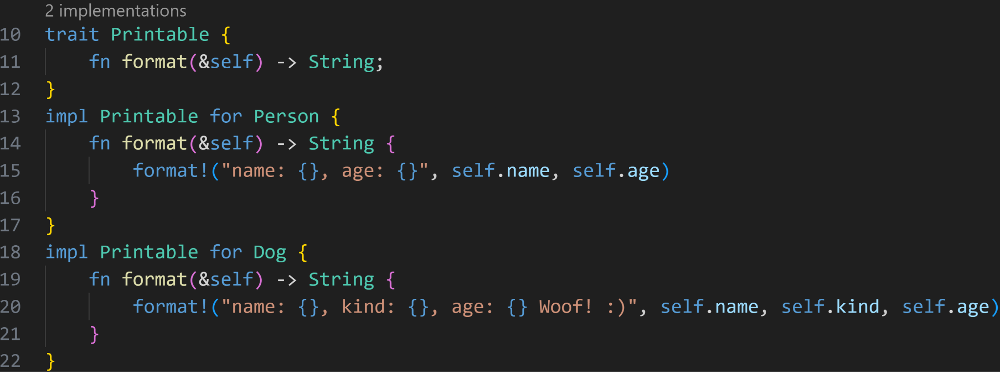 2 implementations
10 trait Printable {
11     fn format(&self) -> String;
12 }
13 impl Printable for Person {
14     fn format(&self) -> String {
15         format!("name: {}, age: {}", self.name, self.age)
16     }
17 }
18 impl Printable for Dog {
19     fn format(&self) -> String {
20         format!("name: {}, kind: {}, age: {} Woof! :)", self.name, self.kind, self.age)
21     }
22 }